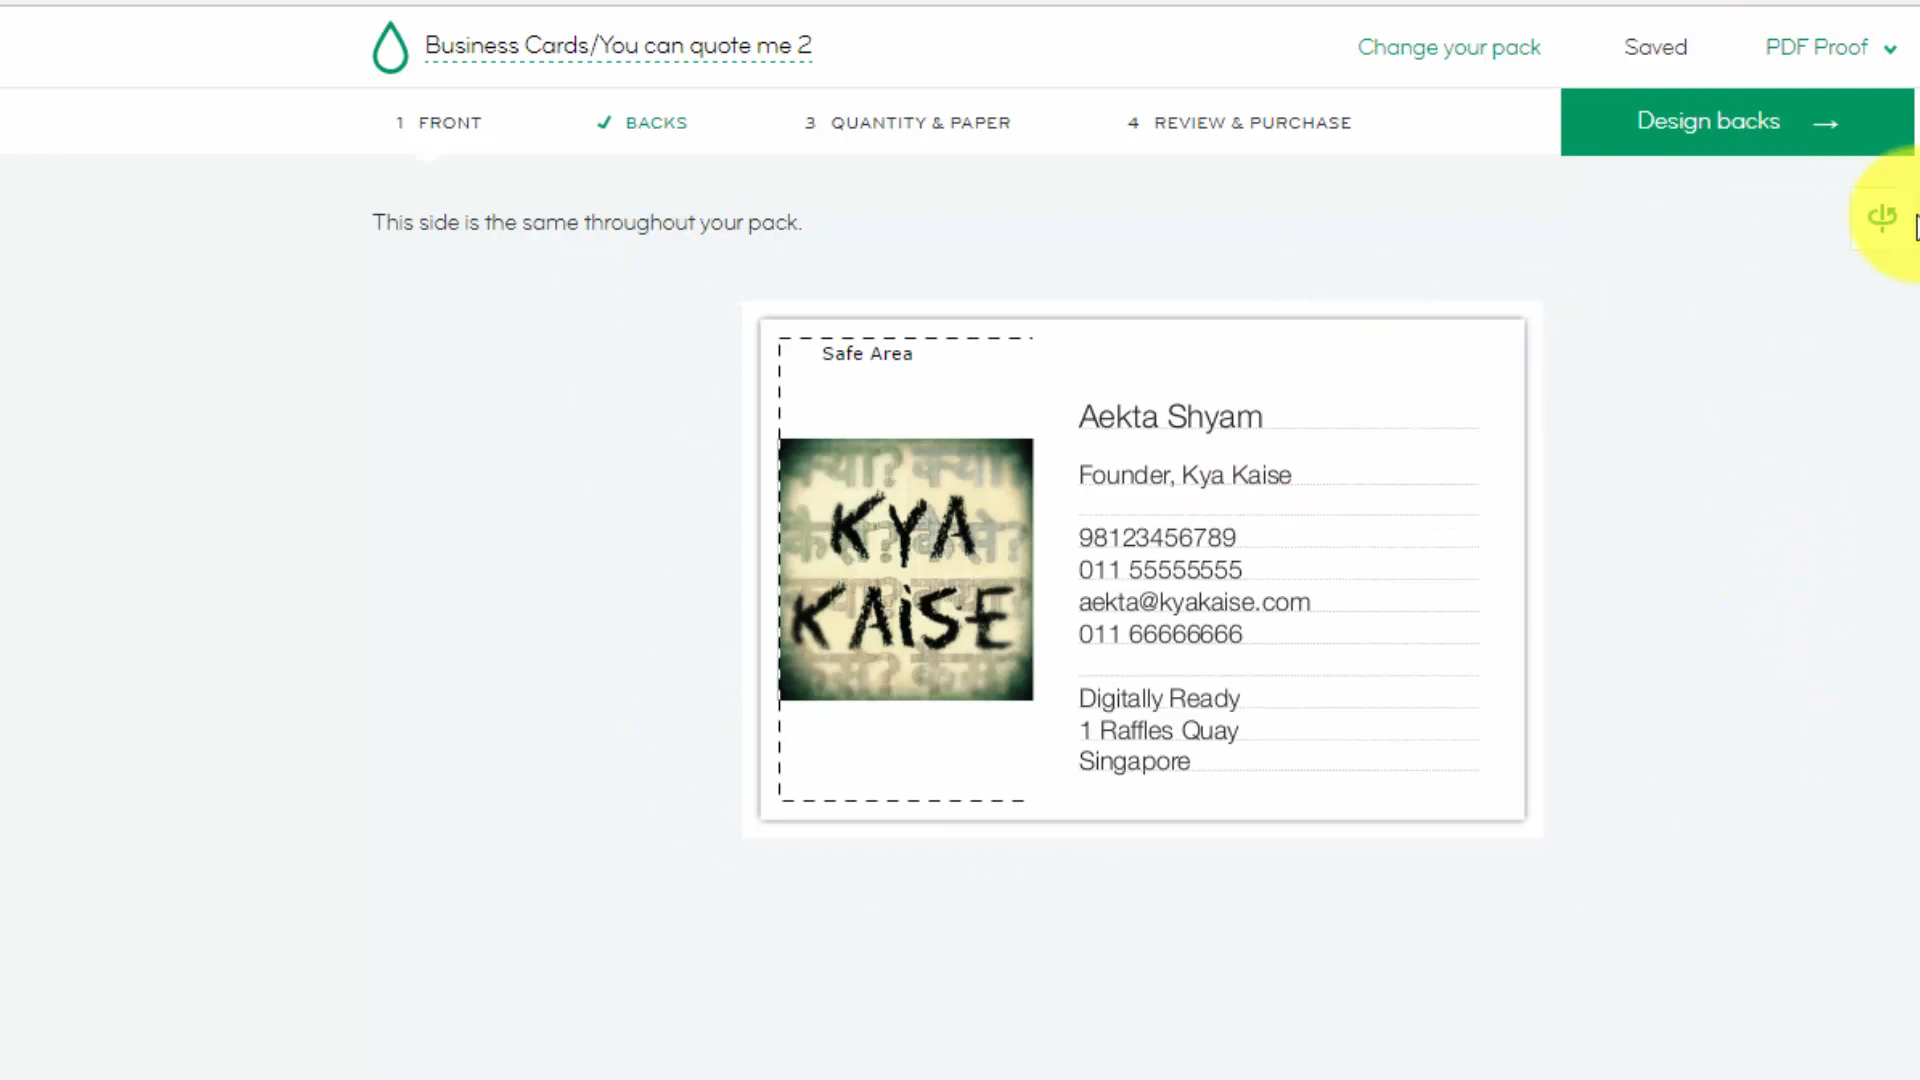 Business Cards/You can quote me 2
Change your pack
Saved
PDF Proof
1 FRONT
BACKS
3 QUANTITY & PAPER
4 REVIEW & PURCHASE
Design backs →
This side is the same throughout your pack.
Safe Area
क्या? क्या?
KYA
KAiSE
Aekta Shyam
Founder, Kya Kaise
98123456789
011 55555555
aekta@kyakaise.com
011 66666666
Digitally Ready
1 Raffles Quay
Singapore